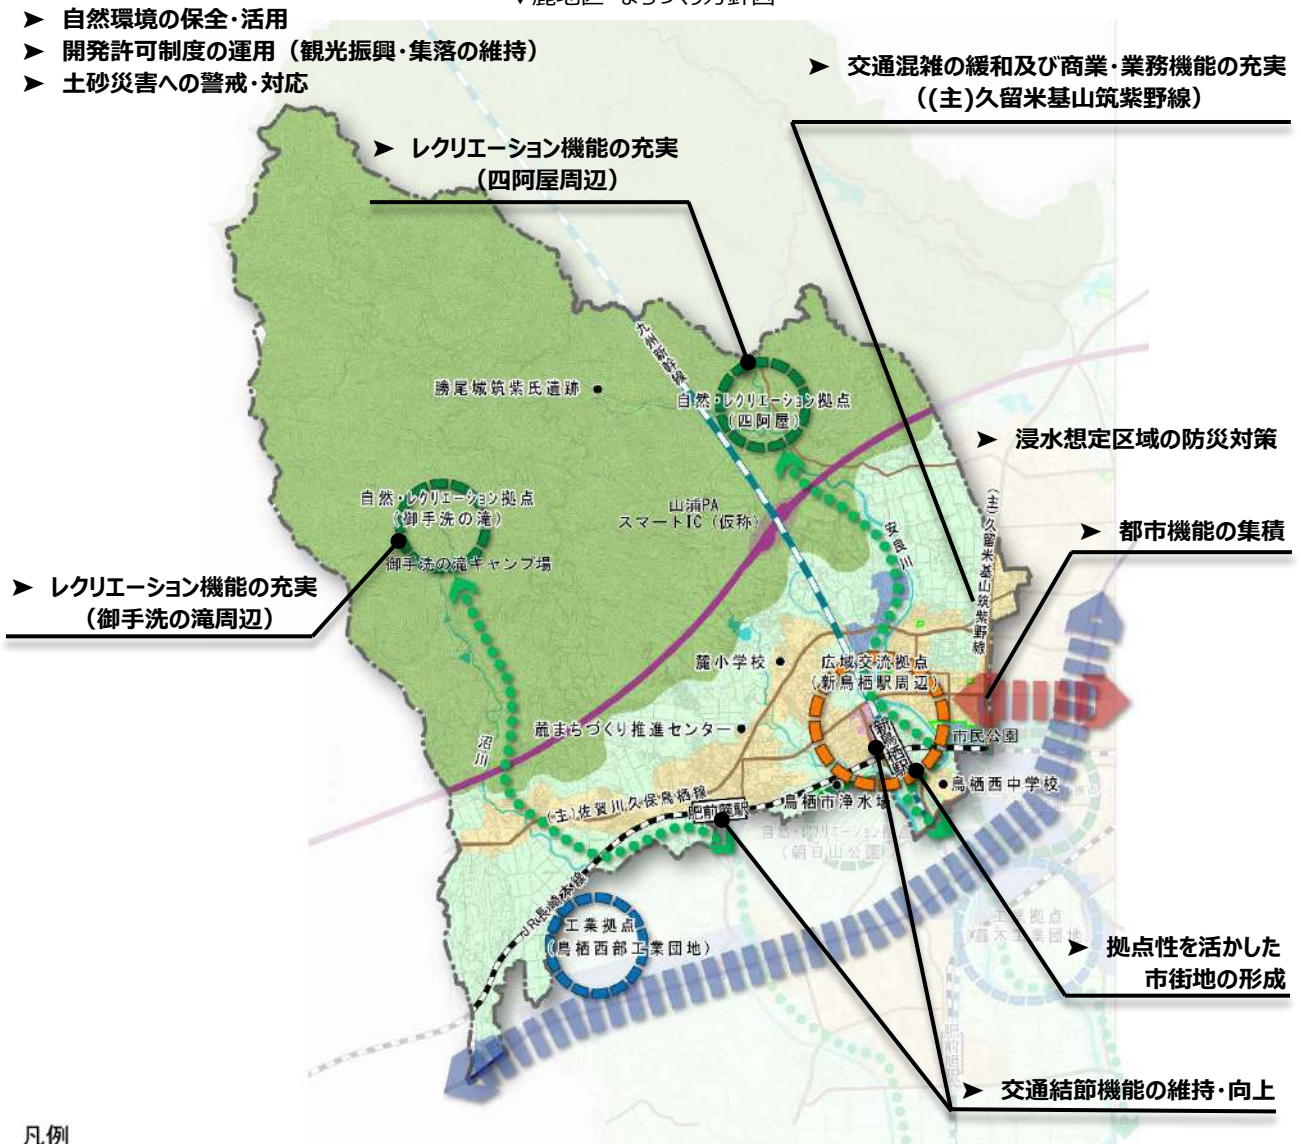 ➤ 自然環境の保全･活用
➤ 開発許可制度の運用（観光振興･集落の維持）
➤ 土砂災害への警戒･対応
➤ 交通混雑の緩和及び商業･業務機能の充実
（(主)久留米基山筑紫野線）
➤ レクリエーション機能の充実
（四阿屋周辺）
九州新幹線
勝尾城筑紫氏遺跡
自然・レクリエーション拠点
（四阿屋）
➤ 浸水想定区域の防災対策
(主)久留米基山筑紫野線
自然・レクリエーション拠点
（御手洗の滝）
山浦PA
スマートIC（仮称）
安良川
➤ 都市機能の集積
御手洗の滝キャンプ場
➤ レクリエーション機能の充実
（御手洗の滝周辺）
麓小学校
広域交流拠点
（新鳥栖駅周辺）
麓まちづくり推進センター
新鳥栖駅
市民公園
沼川
鳥栖西中学校
(主)佐賀川久保鳥栖線
肥前麓駅
鳥栖市浄水場
自然・レクリエーション拠点
（朝日山公園）
JR長崎本線
工業拠点
（鳥栖西部工業団地）
工業拠点
➤ 拠点性を活かした
市街地の形成
肥前旭駅
➤ 交通結節機能の維持･向上
凡例